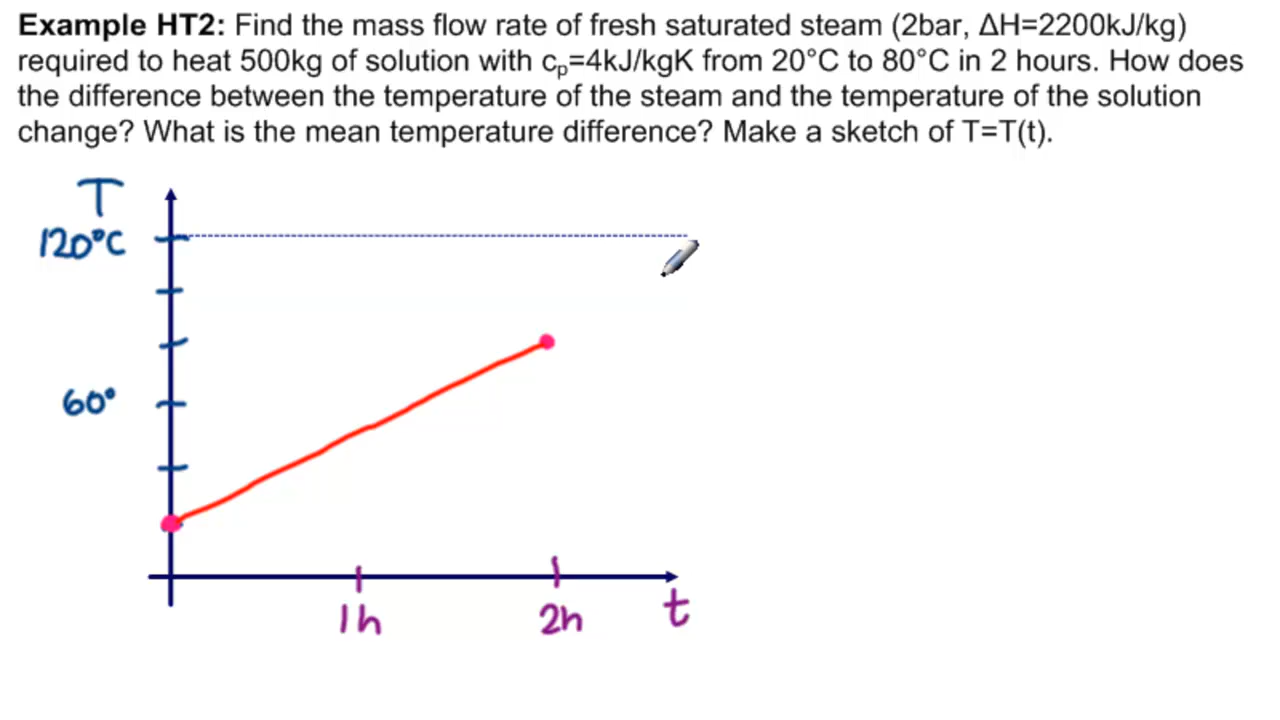 Example HT2: Find the mass flow rate of fresh saturated steam (2bar, ΔH=2200kJ/kg)
required to heat 500kg of solution with cₚ=4kJ/kgK from 20°C to 80°C in 2 hours. How does
the difference between the temperature of the steam and the temperature of the solution
change? What is the mean temperature difference? Make a sketch of T=T(t).
T
120°C
60°
1h
2h
t